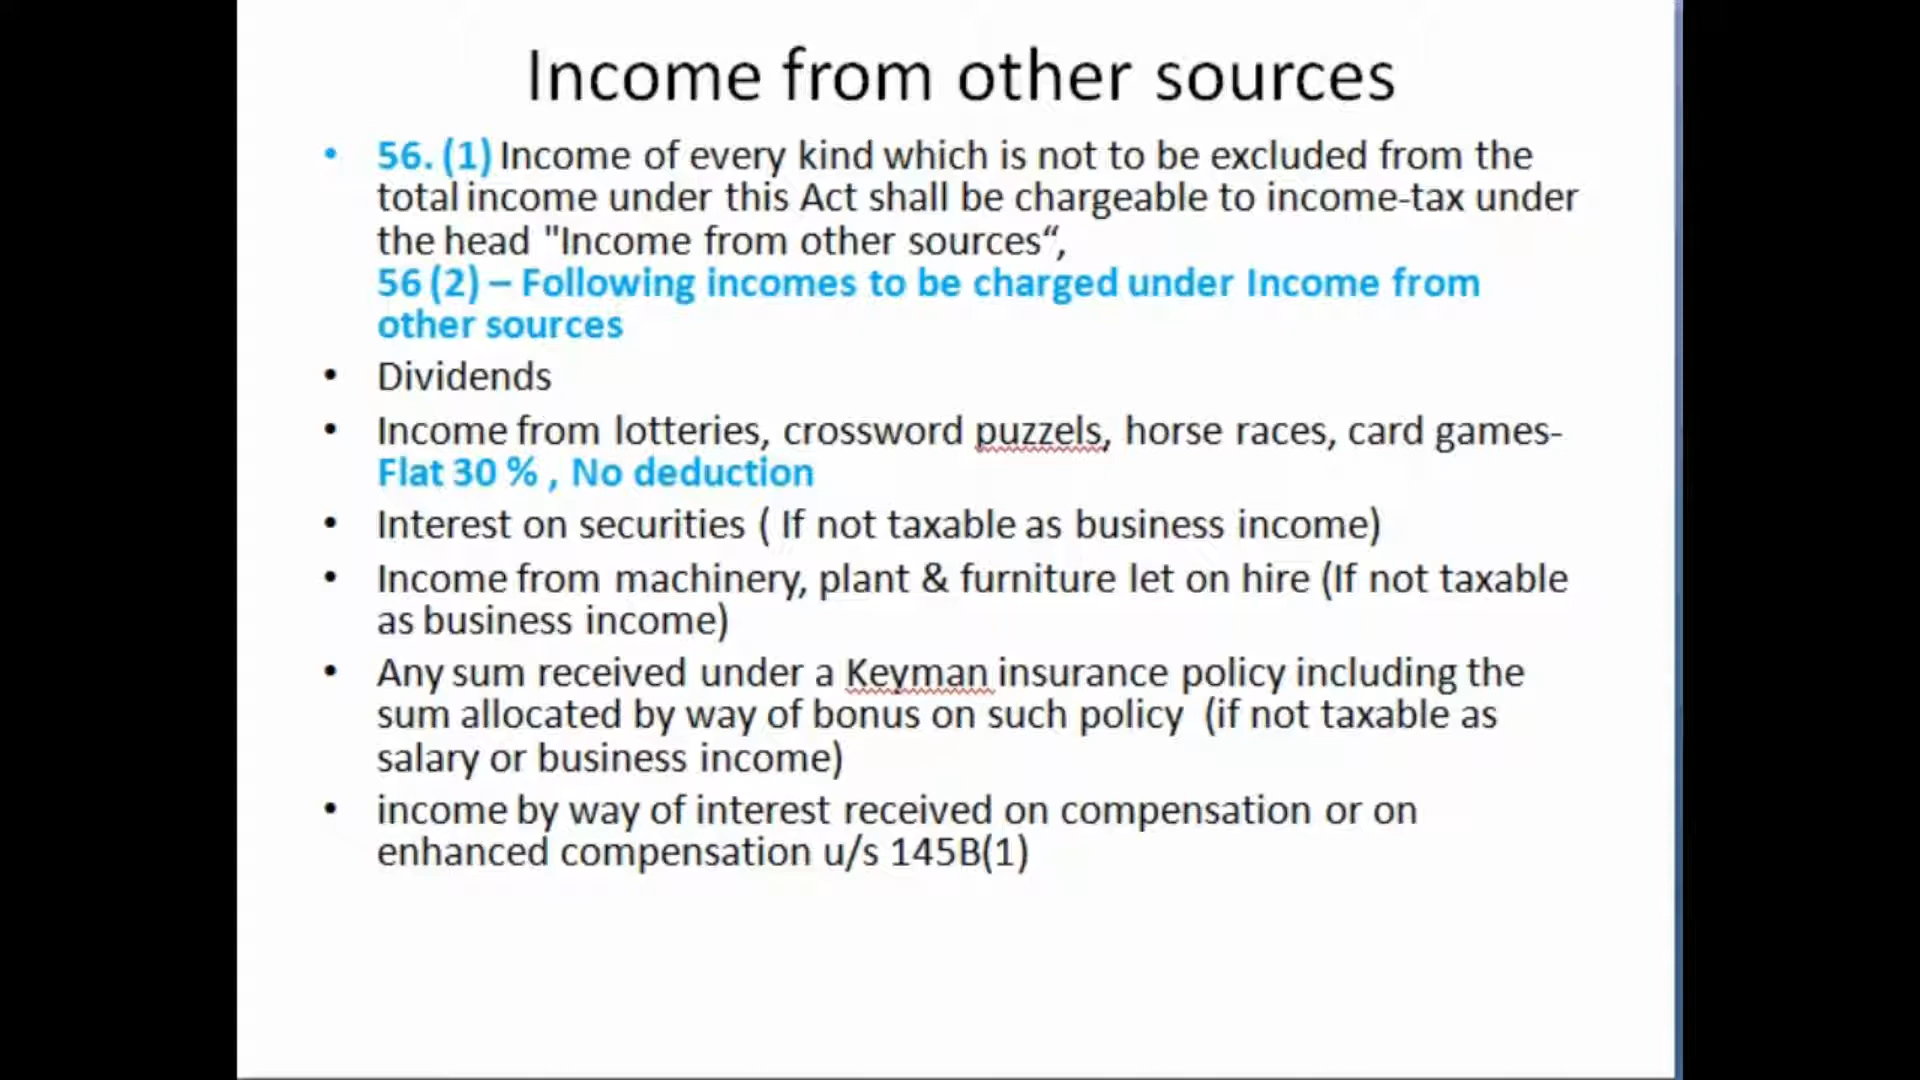 Income from other sources
• 56. (1) Income of every kind which is not to be excluded from the
total income under this Act shall be chargeable to income-tax under
the head "Income from other sources“,
56 (2) – Following incomes to be charged under Income from
other sources
• Dividends
• Income from lotteries, crossword puzzels, horse races, card games-
Flat 30 % , No deduction
• Interest on securities ( If not taxable as business income)
• Income from machinery, plant & furniture let on hire (If not taxable
as business income)
• Any sum received under a Keyman insurance policy including the
sum allocated by way of bonus on such policy (if not taxable as
salary or business income)
• income by way of interest received on compensation or on
enhanced compensation u/s 145B(1)